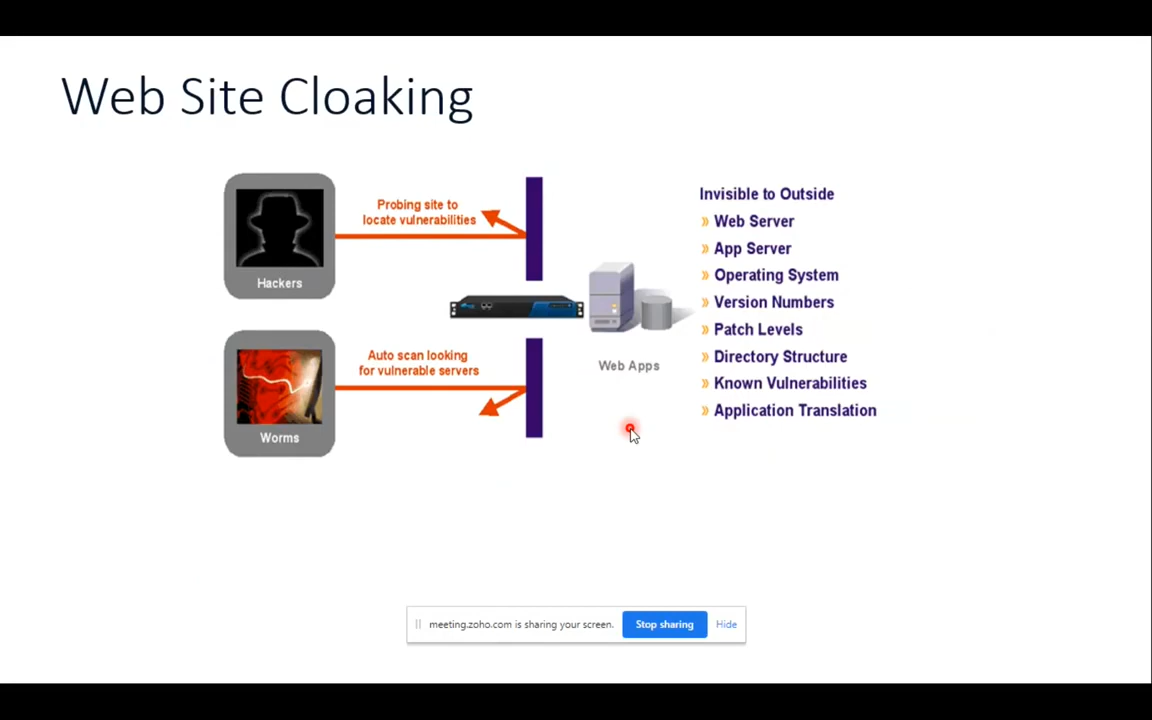 Web Site Cloaking
Probing site to
locate vulnerabilities
Hackers
Auto scan looking
for vulnerable servers
Worms
Web Apps
Invisible to Outside
» Web Server
» App Server
» Operating System
» Version Numbers
» Patch Levels
» Directory Structure
» Known Vulnerabilities
» Application Translation
meeting.zoho.com is sharing your screen.
Stop sharing
Hide